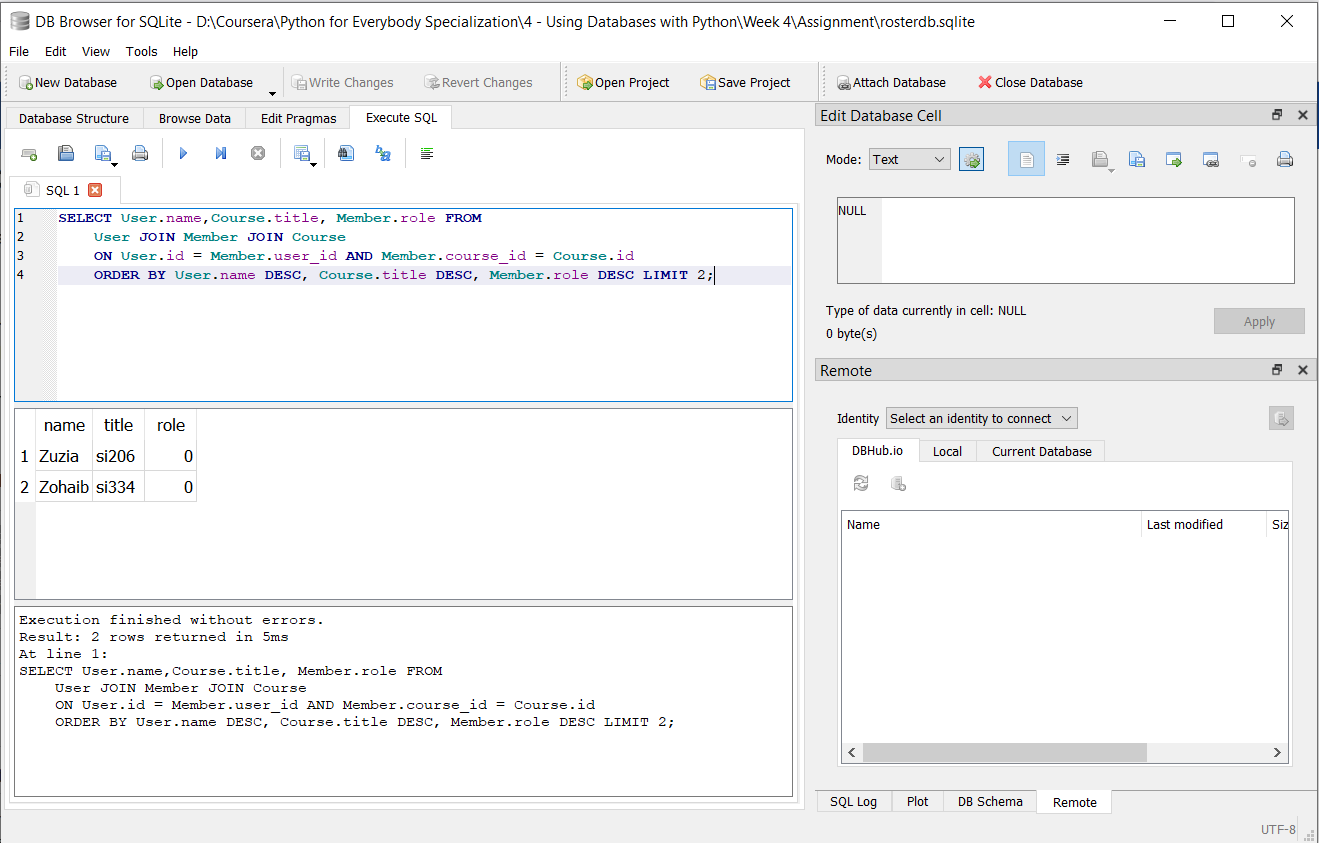 DB Browser for SQLite - D:\Coursera\Python for Everybody Specialization\4 - Using Databases with Python\Week 4\Assignment\rosterdb.sqlite
File Edit View Tools Help
New Database Open Database Write Changes Revert Changes Open Project Save Project Attach Database Close Database
Database Structure Browse Data Edit Pragmas Execute SQL
SQL 1
1 SELECT User.name,Course.title, Member.role FROM
2 User JOIN Member JOIN Course
3 ON User.id = Member.user_id AND Member.course_id = Course.id
4 ORDER BY User.name DESC, Course.title DESC, Member.role DESC LIMIT 2;
name title role
1 Zuzia si206 0
2 Zohaib si334 0
Execution finished without errors.
Result: 2 rows returned in 5ms
At line 1:
SELECT User.name,Course.title, Member.role FROM
User JOIN Member JOIN Course
ON User.id = Member.user_id AND Member.course_id = Course.id
ORDER BY User.name DESC, Course.title DESC, Member.role DESC LIMIT 2;
Edit Database Cell
Mode: Text
NULL
Type of data currently in cell: NULL
0 byte(s)
Apply
Remote
Identity Select an identity to connect
DBHub.io Local Current Database
Name Last modified Siz
SQL Log Plot DB Schema Remote
UTF-8